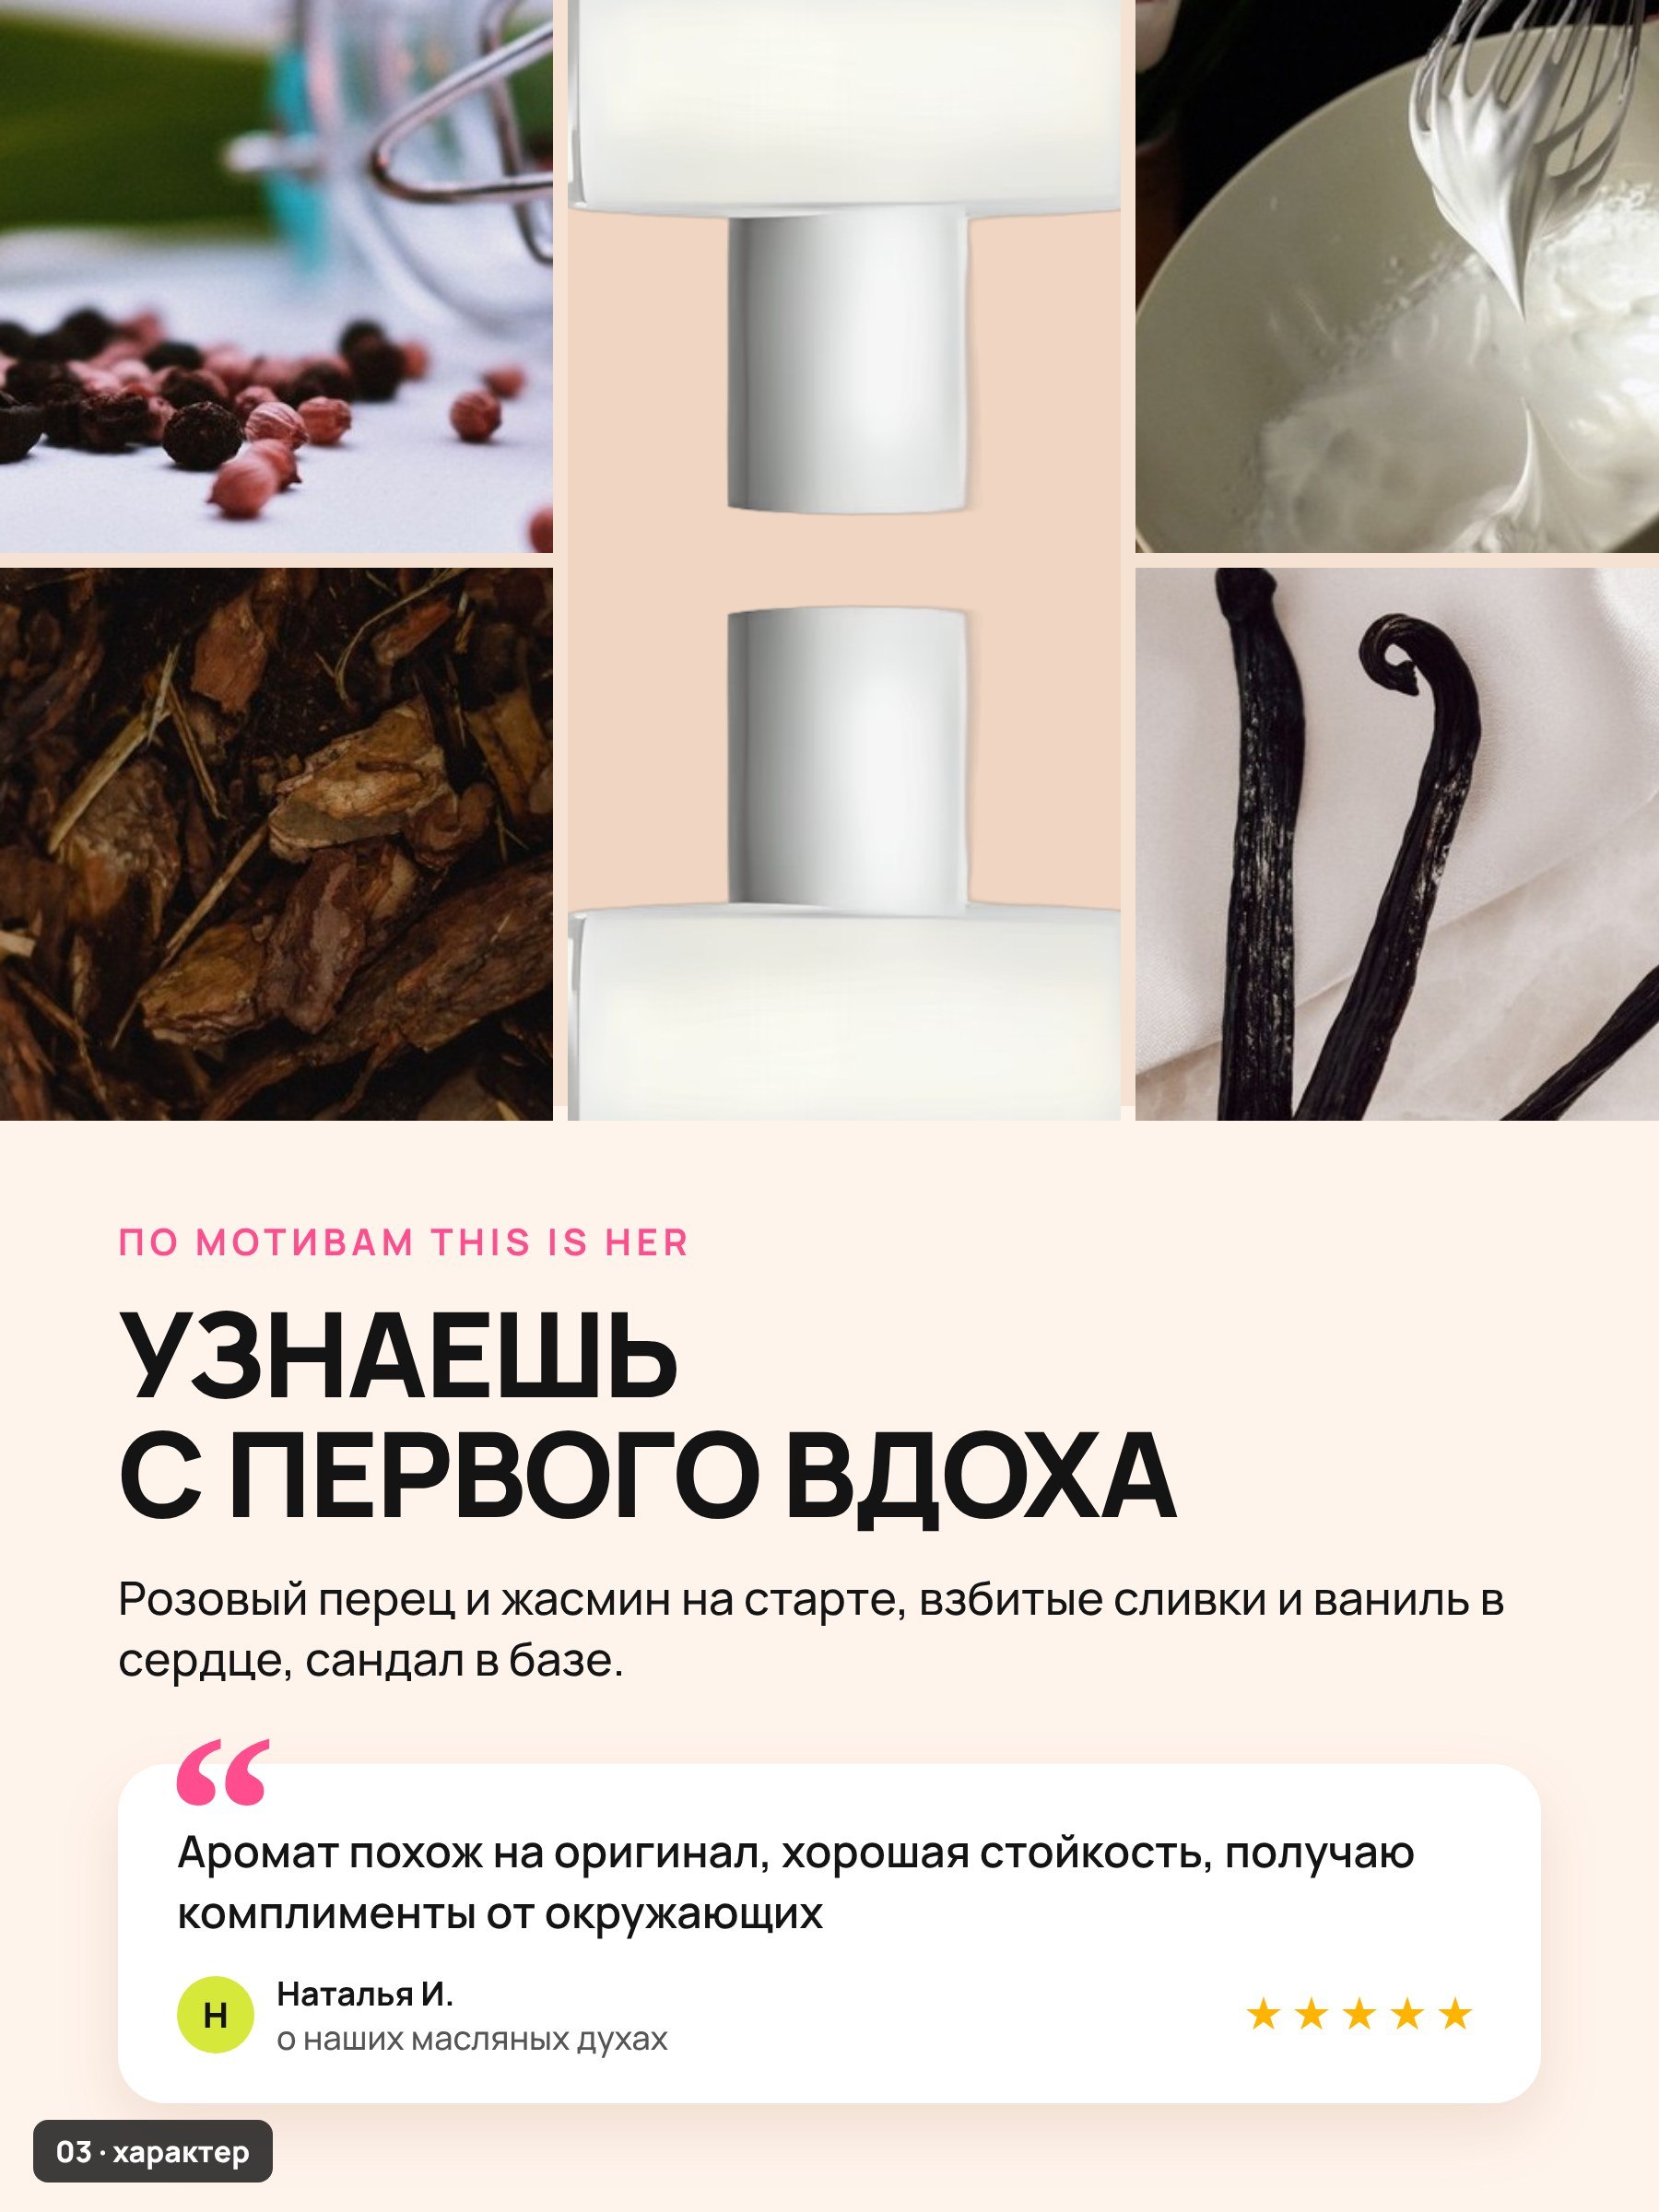 ПО МОТИВАМ THIS IS HER
УЗНАЕШЬ
С ПЕРВОГО ВДОХА
Розовый перец и жасмин на старте, взбитые сливки и ваниль в
сердце, сандал в базе.
“
Аромат похож на оригинал, хорошая стойкость, получаю
комплименты от окружающих
Н
Наталья И.
о наших масляных духах
★★★★★
03 · характер